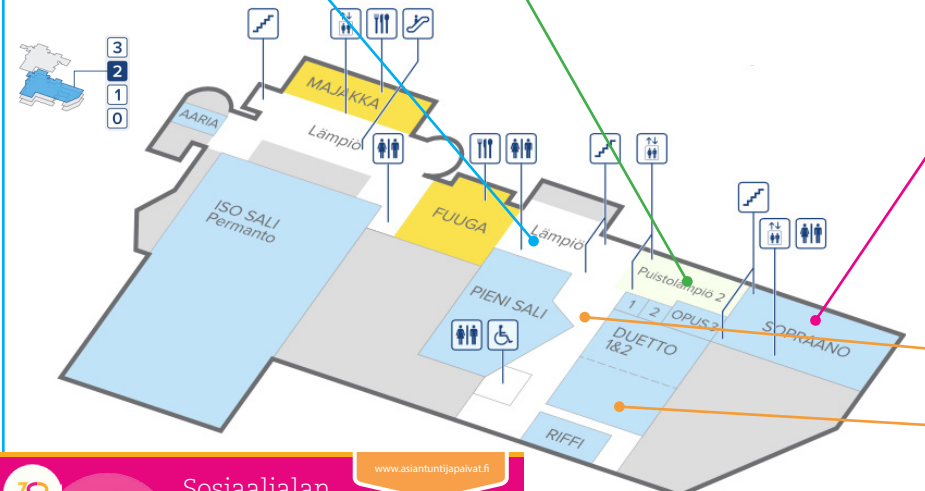 3
2
1
0
MAJAKKA
AARIA
Lämpiö
ISO SALI
Permanto
FUUGA
Lämpiö
Puistolämpiö 2
PIENI SALI
1 2 OPUS 3
SOPRAANO
DUETTO
1&2
RIFFI
www.asiantuntijapaivat.fi
Sosiaalialan